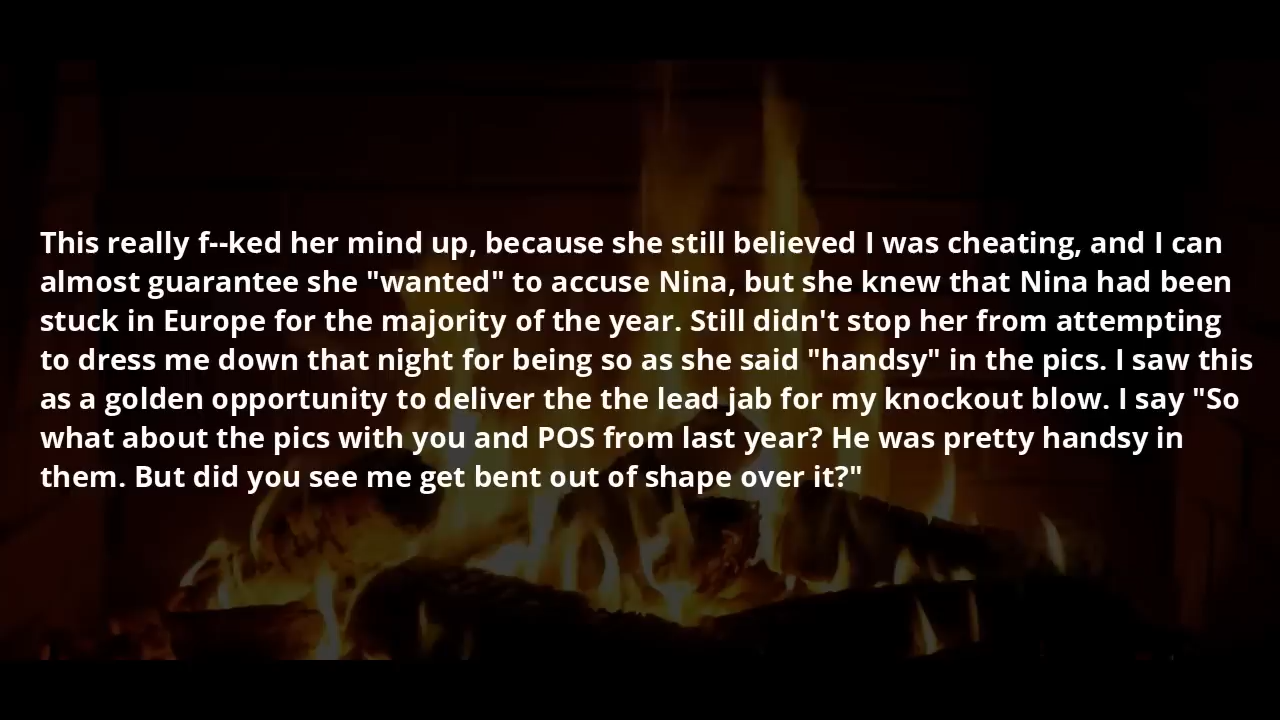 This really f--ked her mind up, because she still believed I was cheating, and I can
almost guarantee she "wanted" to accuse Nina, but she knew that Nina had been
stuck in Europe for the majority of the year. Still didn't stop her from attempting
to dress me down that night for being so as she said "handsy" in the pics. I saw this
as a golden opportunity to deliver the the lead jab for my knockout blow. I say "So
what about the pics with you and POS from last year? He was pretty handsy in
them. But did you see me get bent out of shape over it?"